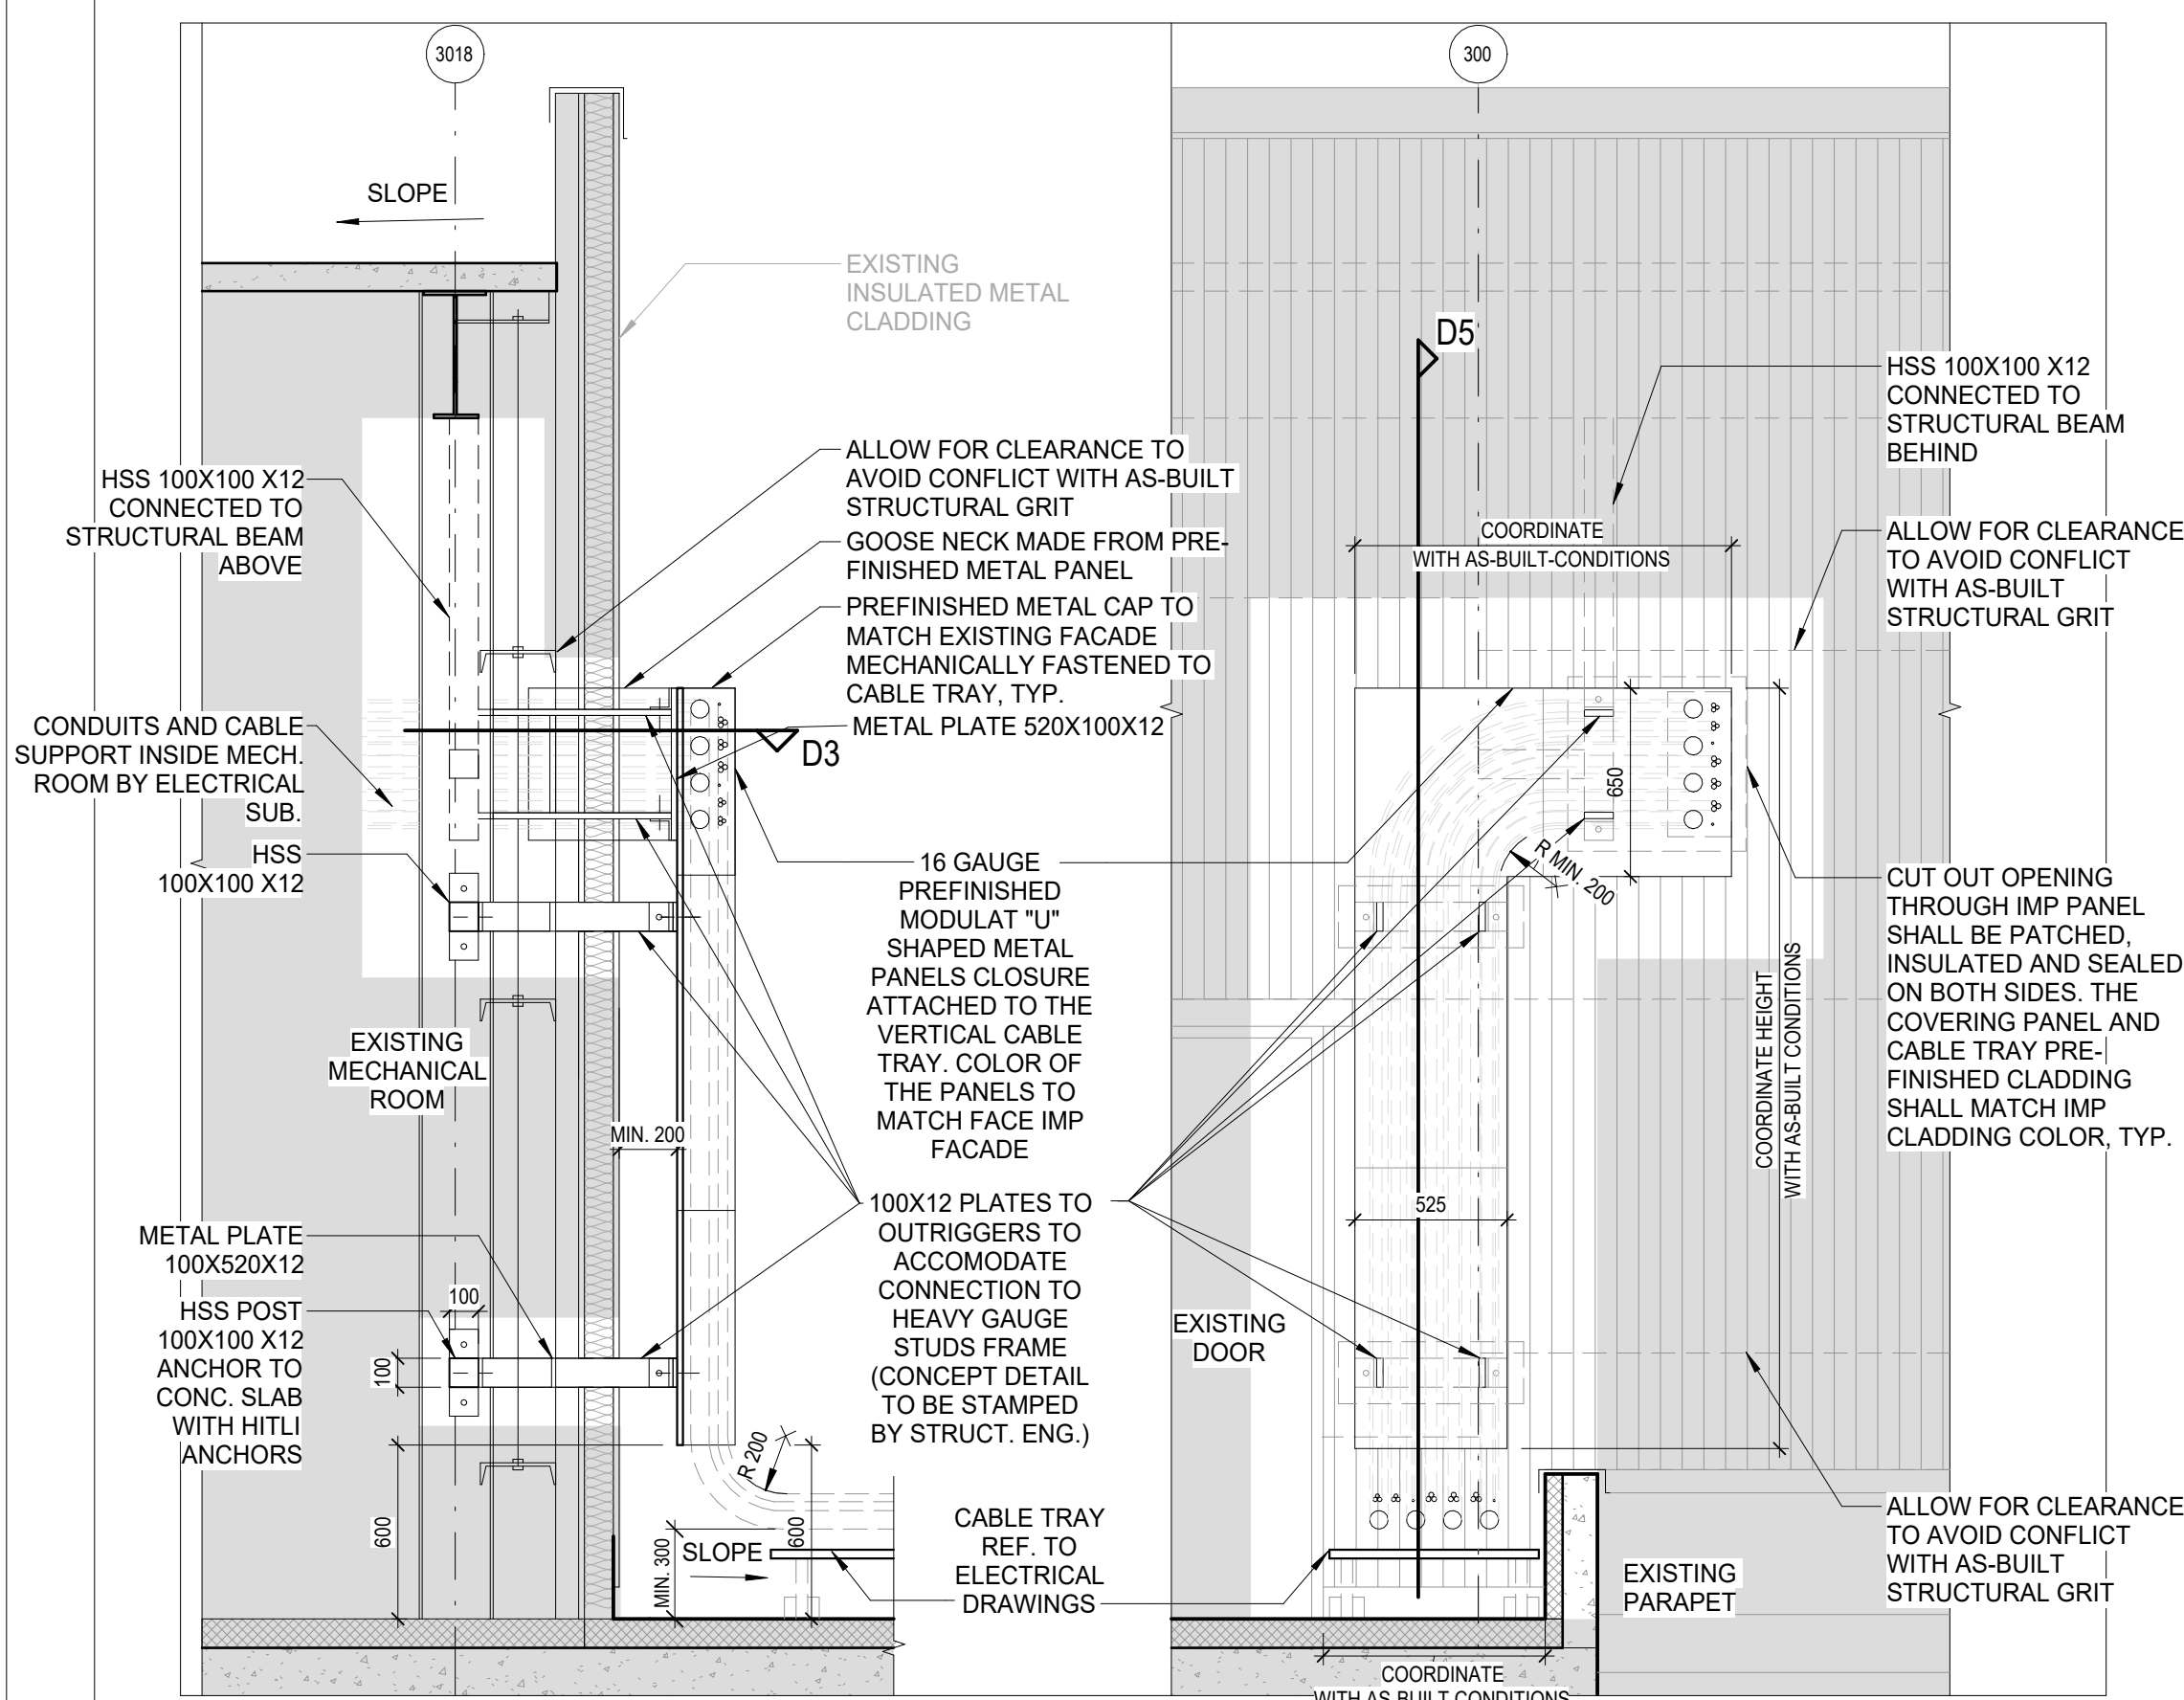 3018
300
SLOPE
EXISTING
INSULATED METAL
CLADDING
D5
HSS 100X100 X12
CONNECTED TO
STRUCTURAL BEAM
BEHIND
HSS 100X100 X12
CONNECTED TO
STRUCTURAL BEAM
ABOVE
ALLOW FOR CLEARANCE TO
AVOID CONFLICT WITH AS-BUILT
STRUCTURAL GRIT
GOOSE NECK MADE FROM PRE-
FINISHED METAL PANEL
PREFINISHED METAL CAP TO
MATCH EXISTING FACADE
MECHANICALLY FASTENED TO
CABLE TRAY, TYP.
METAL PLATE 520X100X12
D3
COORDINATE
WITH AS-BUILT-CONDITIONS
ALLOW FOR CLEARANCE
TO AVOID CONFLICT
WITH AS-BUILT
STRUCTURAL GRIT
CONDUITS AND CABLE
SUPPORT INSIDE MECH.
ROOM BY ELECTRICAL
SUB.
HSS
100X100 X12
650
R MIN. 200
16 GAUGE
PREFINISHED
MODULAT "U"
SHAPED METAL
PANELS CLOSURE
ATTACHED TO THE
VERTICAL CABLE
TRAY. COLOR OF
THE PANELS TO
MATCH FACE IMP
FACADE
CUT OUT OPENING
THROUGH IMP PANEL
SHALL BE PATCHED,
INSULATED AND SEALED
ON BOTH SIDES. THE
COVERING PANEL AND
CABLE TRAY PRE-
FINISHED CLADDING
SHALL MATCH IMP
CLADDING COLOR, TYP.
COORDINATE HEIGHT
WITH AS-BUILT CONDITIONS
EXISTING
MECHANICAL
ROOM
MIN. 200
525
METAL PLATE
100X520X12
HSS POST
100X100 X12
ANCHOR TO
CONC. SLAB
WITH HITLI
ANCHORS
100
100
100X12 PLATES TO
OUTRIGGERS TO
ACCOMODATE
CONNECTION TO
HEAVY GAUGE
STUDS FRAME
(CONCEPT DETAIL
TO BE STAMPED
BY STRUCT. ENG.)
EXISTING
DOOR
R 200
600
MIN. 300
SLOPE
600
CABLE TRAY
REF. TO
ELECTRICAL
DRAWINGS
ALLOW FOR CLEARANCE
TO AVOID CONFLICT
WITH AS-BUILT
STRUCTURAL GRIT
EXISTING
PARAPET
COORDINATE
WITH AS-BUILT CONDITIONS